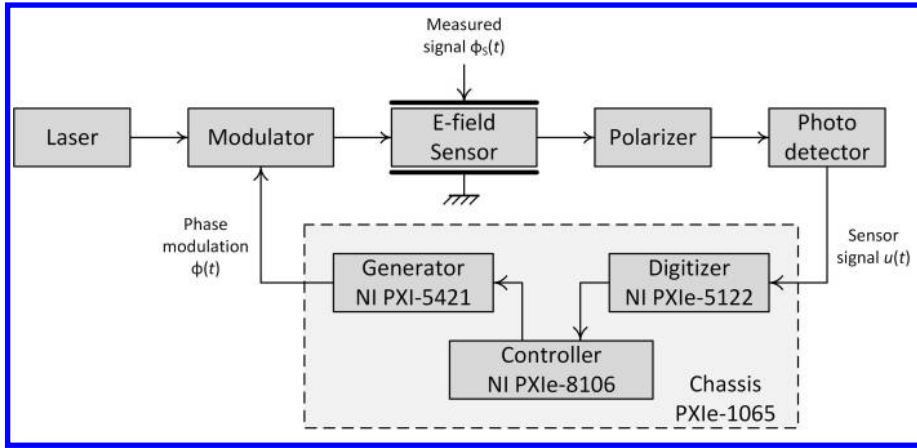 Measured
signal ϕS(t)
Laser
Modulator
E-field
Sensor
Polarizer
Photo
detector
Phase
modulation
ϕ(t)
Sensor
signal u(t)
Generator
NI PXI-5421
Digitizer
NI PXIe-5122
Controller
NI PXIe-8106
Chassis
PXIe-1065